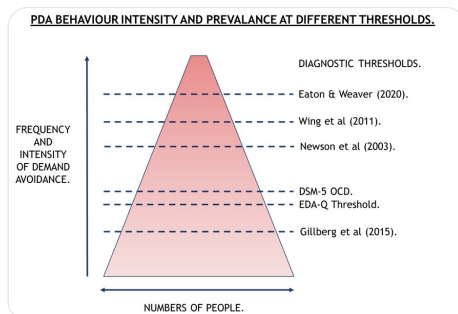 PDA BEHAVIOUR INTENSITY AND PREVALANCE AT DIFFERENT THRESHOLDS.
DIAGNOSTIC THRESHOLDS.
Eaton & Weaver (2020).
Wing et al (2011).
Newson et al (2003).
FREQUENCY
AND
INTENSITY
OF DEMAND
AVOIDANCE.
DSM-5 OCD.
EDA-Q Threshold.
Gillberg et al (2015).
NUMBERS OF PEOPLE.